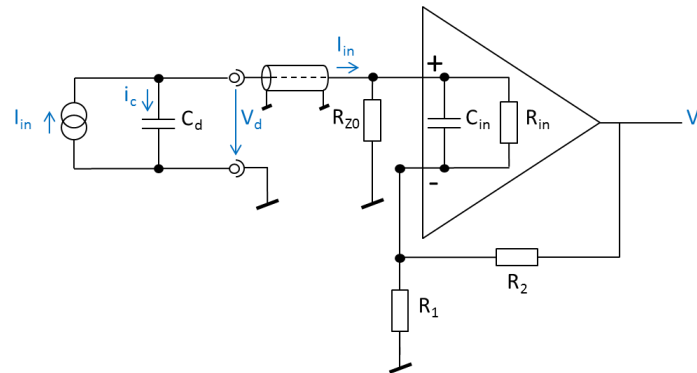 I_in
+
i_c
C_in
R_in
I_in
C_d
V_d
R_Z0
V
-
R_2
R_1